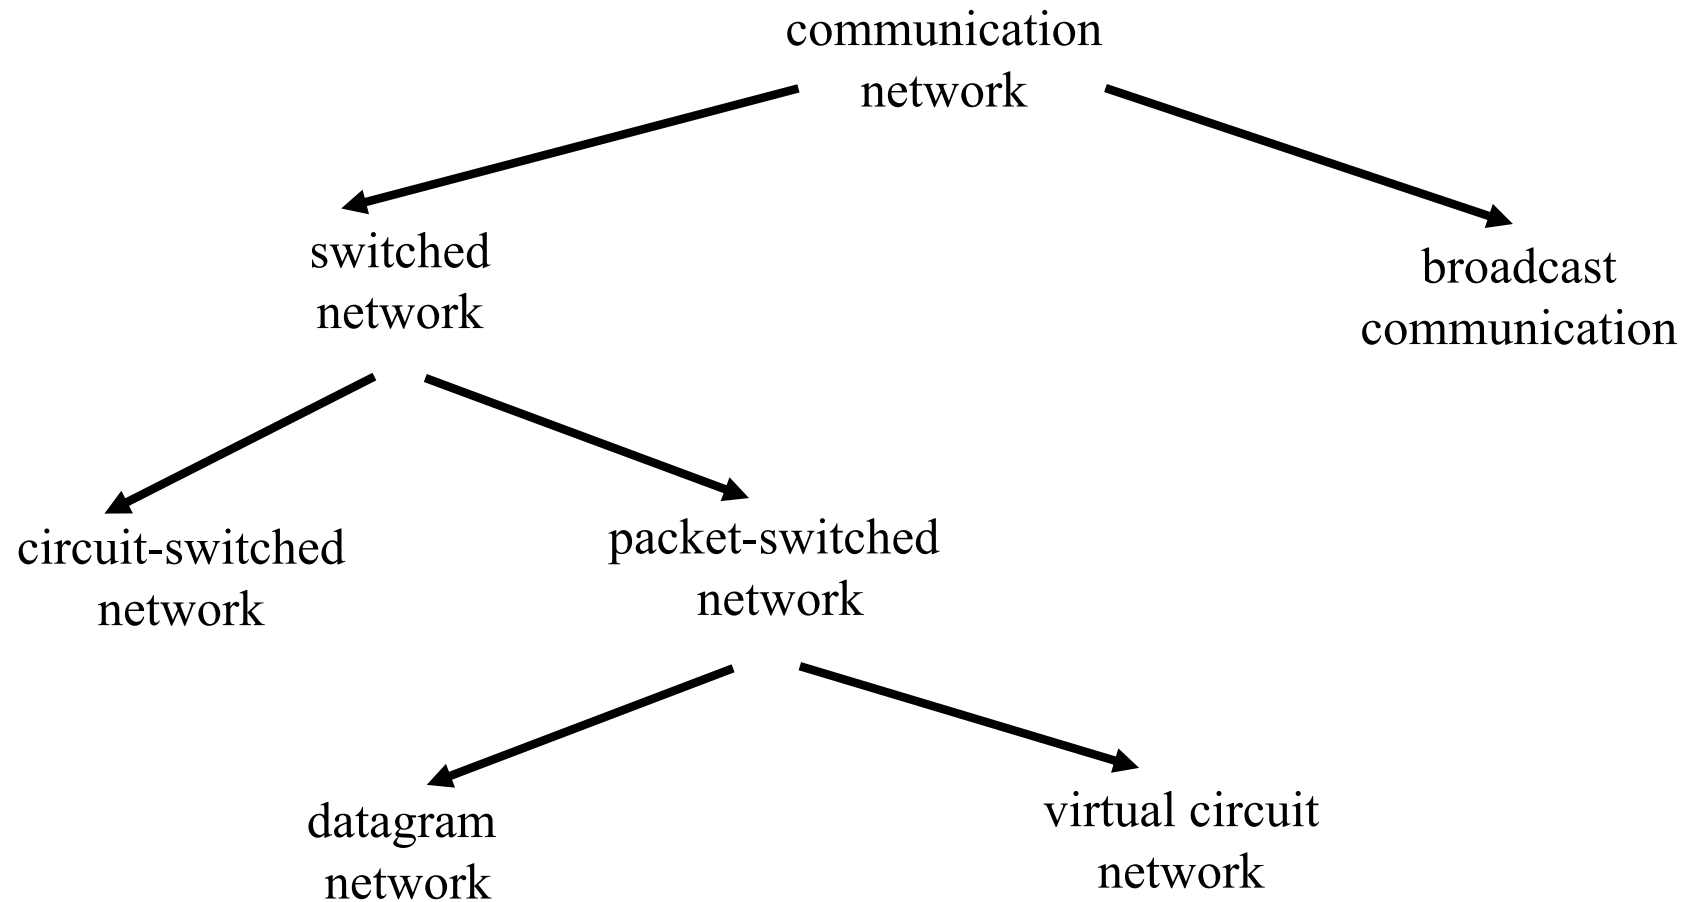 communication
network
switched
network
broadcast
communication
circuit-switched
network
packet-switched
network
datagram
network
virtual circuit
network